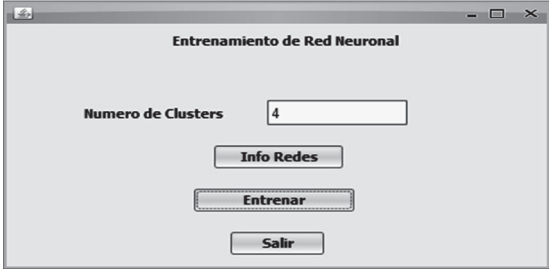 Entrenamiento de Red Neuronal
Numero de Clusters 4
Info Redes
Entrenar
Salir